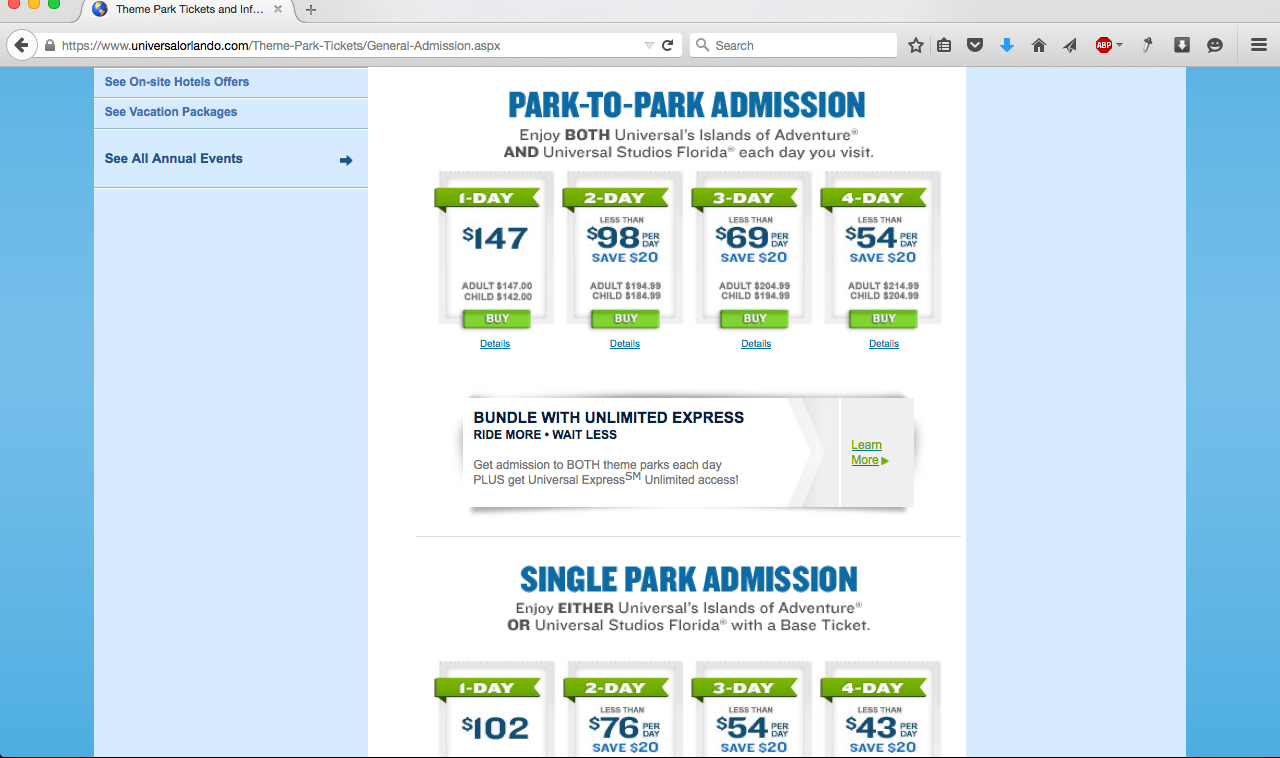 Theme Park Tickets and Inf...
https://www.universalorlando.com/Theme-Park-Tickets/General-Admission.aspx
Search
ABP
See On-site Hotels Offers
See Vacation Packages
See All Annual Events
PARK-TO-PARK ADMISSION
Enjoy BOTH Universal's Islands of Adventure®
AND Universal Studios Florida® each day you visit.
1-DAY
$147
ADULT $147.00
CHILD $142.00
BUY
Details
2-DAY
LESS THAN
$98 PER DAY
SAVE $20
ADULT $194.99
CHILD $184.99
BUY
Details
3-DAY
LESS THAN
$69 PER DAY
SAVE $20
ADULT $204.99
CHILD $194.99
BUY
Details
4-DAY
LESS THAN
$54 PER DAY
SAVE $20
ADULT $214.99
CHILD $204.99
BUY
Details
BUNDLE WITH UNLIMITED EXPRESS
RIDE MORE • WAIT LESS
Get admission to BOTH theme parks each day
PLUS get Universal Express℠ Unlimited access!
Learn
More
SINGLE PARK ADMISSION
Enjoy EITHER Universal's Islands of Adventure®
OR Universal Studios Florida® with a Base Ticket.
1-DAY
$102
2-DAY
LESS THAN
$76 PER DAY
SAVE $20
3-DAY
LESS THAN
$54 PER DAY
SAVE $20
4-DAY
LESS THAN
$43 PER DAY
SAVE $20